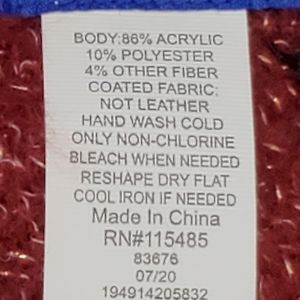 BODY:86% ACRYLIC
10% POLYESTER
4% OTHER FIBER
COATED FABRIC:
NOT LEATHER
HAND WASH COLD
ONLY NON-CHLORINE
BLEACH WHEN NEEDED
RESHAPE DRY FLAT
COOL IRON IF NEEDED
Made In China
RN#115485
83676
07/20
194914205832